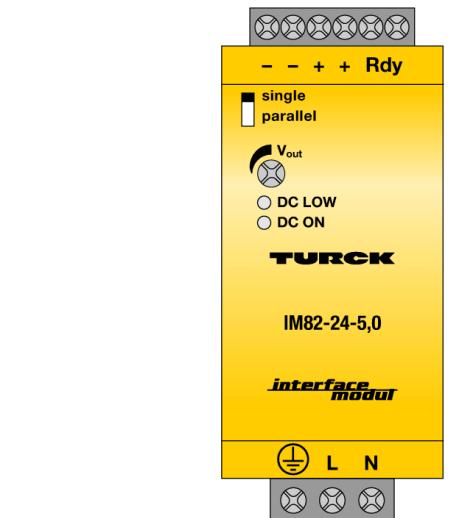 - - + + Rdy
single
parallel
Vout
DC LOW
DC ON
TURCK
IM82-24-5,0
interface
modul
L N